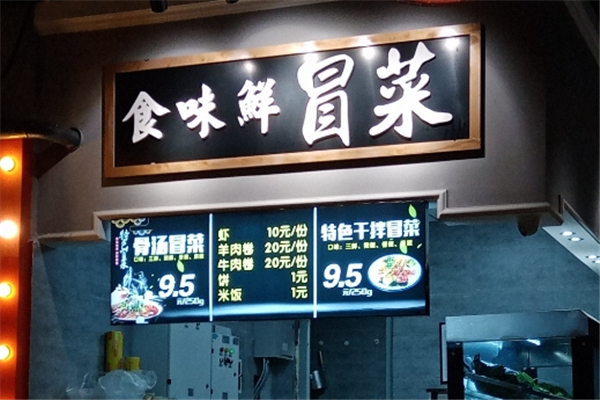 食味鲜冒菜
骨汤冒菜
9.5
元/250g
虾 10元/份
羊肉卷 20元/份
牛肉卷 20元/份
饼 1元
米饭 1元
特色干拌冒菜
9.5
元/250g